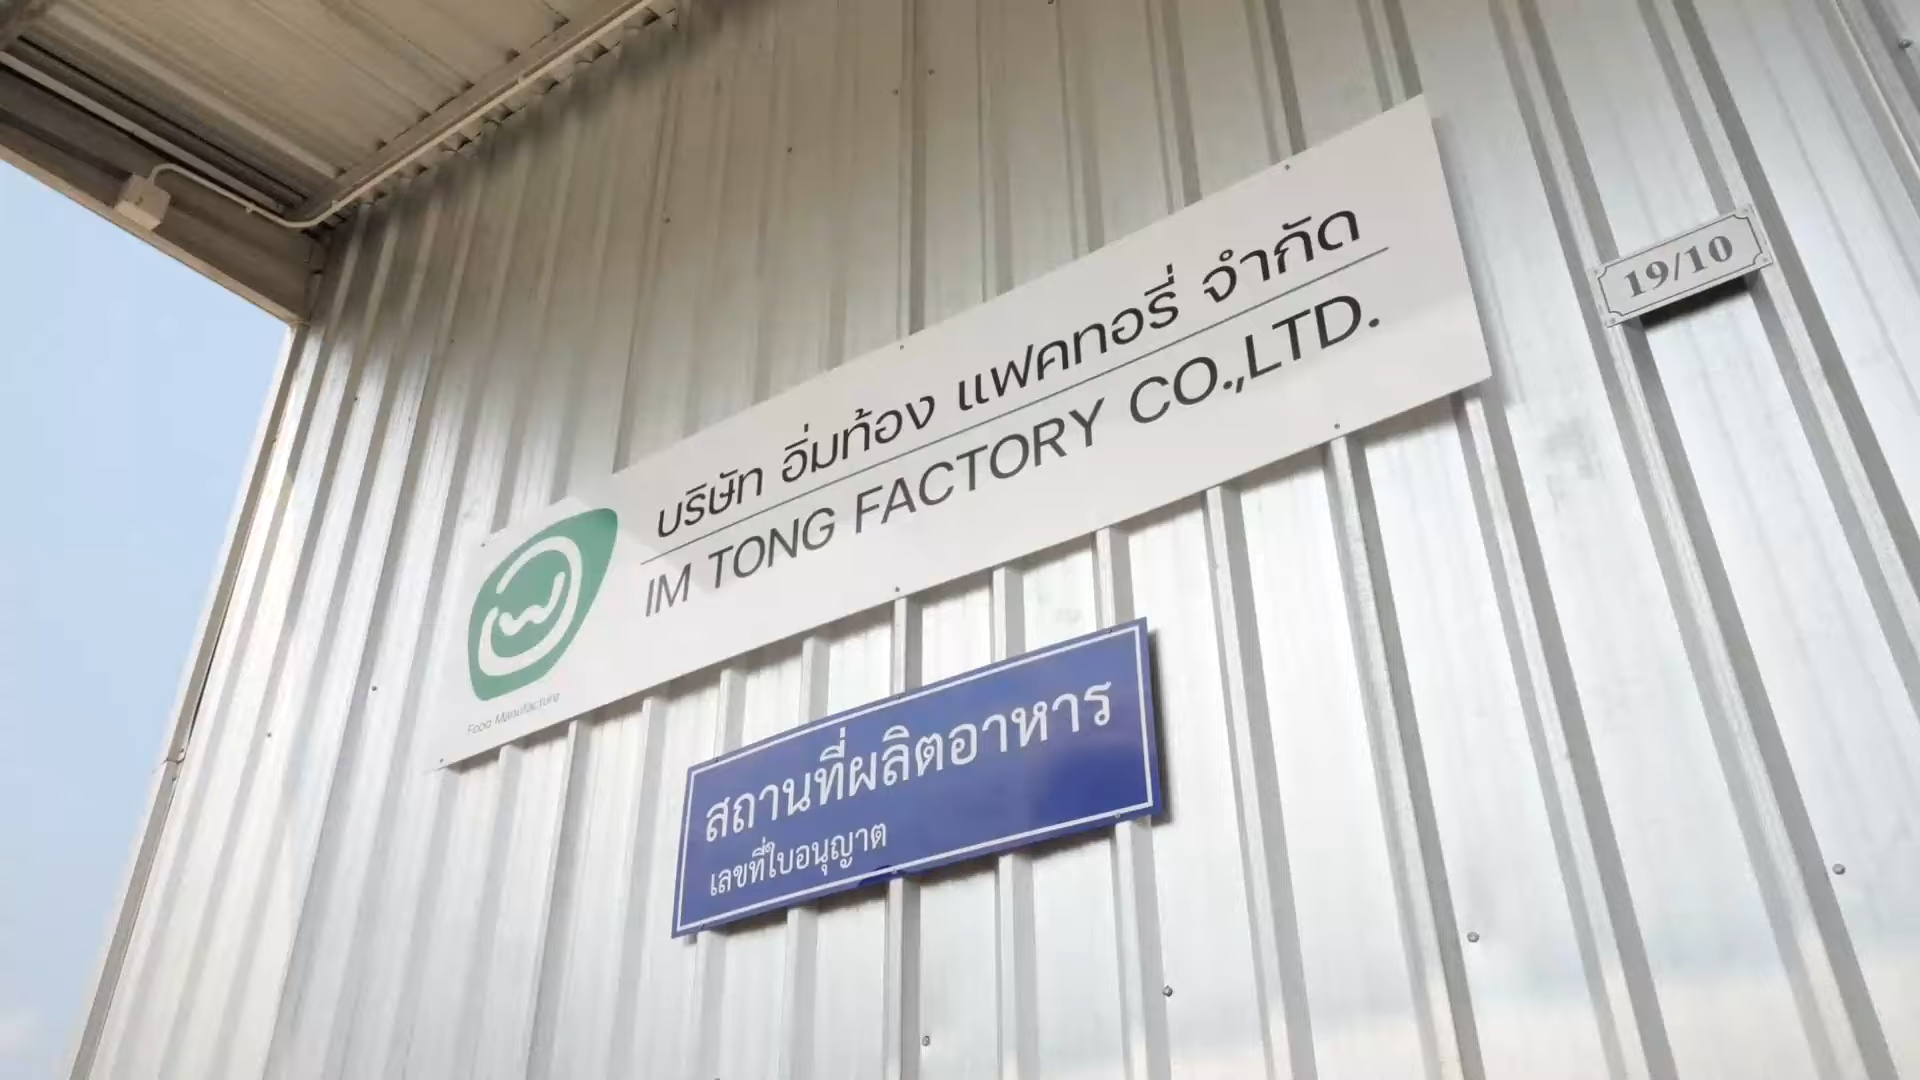 บริษัท อิ่มท้อง แฟคทอรี่ จำกัด
IM TONG FACTORY CO.,LTD.
Food Manufacture
19/10
สถานที่ผลิตอาหาร
เลขที่ใบอนุญาต